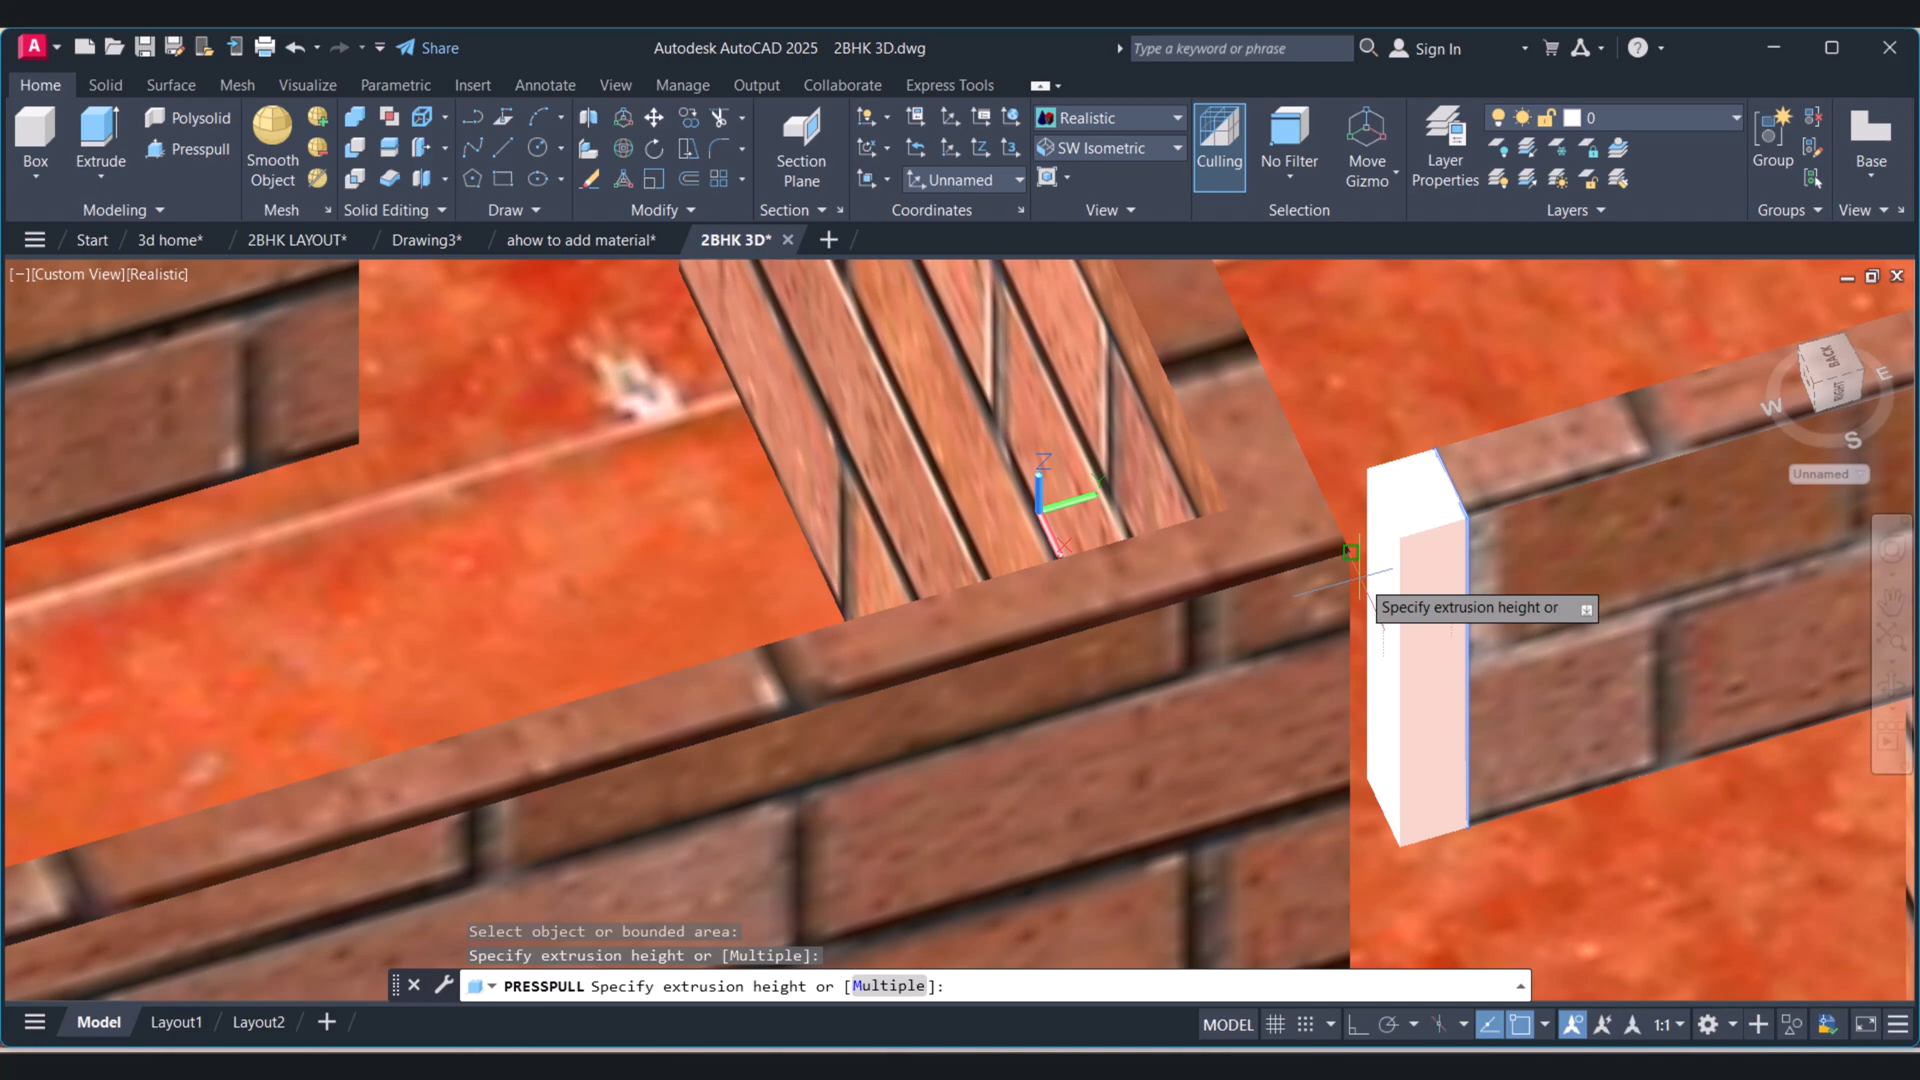 A
Share
Autodesk AutoCAD 2025 2BHK 3D.dwg
Type a keyword or phrase
Sign In
Home Solid Surface Mesh Visualize Parametric Insert Annotate View Manage Output Collaborate Express Tools
Box
Extrude
Polysolid
Presspull
Modeling
Smooth
Object
Mesh
Solid Editing
Draw
Modify
Section
Plane
Section
Unnamed
Coordinates
Realistic
SW Isometric
View
Culling
No Filter
Move
Gizmo
Selection
Layer
Properties
0
Layers
Group
Groups
Base
View
Start 3d home* 2BHK LAYOUT* Drawing3* ahow to add material* 2BHK 3D*
[−][Custom View][Realistic]
BACK
RIGHT
W
E
S
Unnamed
Z
X
Specify extrusion height or
Select object or bounded area:
Specify extrusion height or [Multiple]:
PRESSPULL Specify extrusion height or [Multiple]:
Model Layout1 Layout2
MODEL
1:1